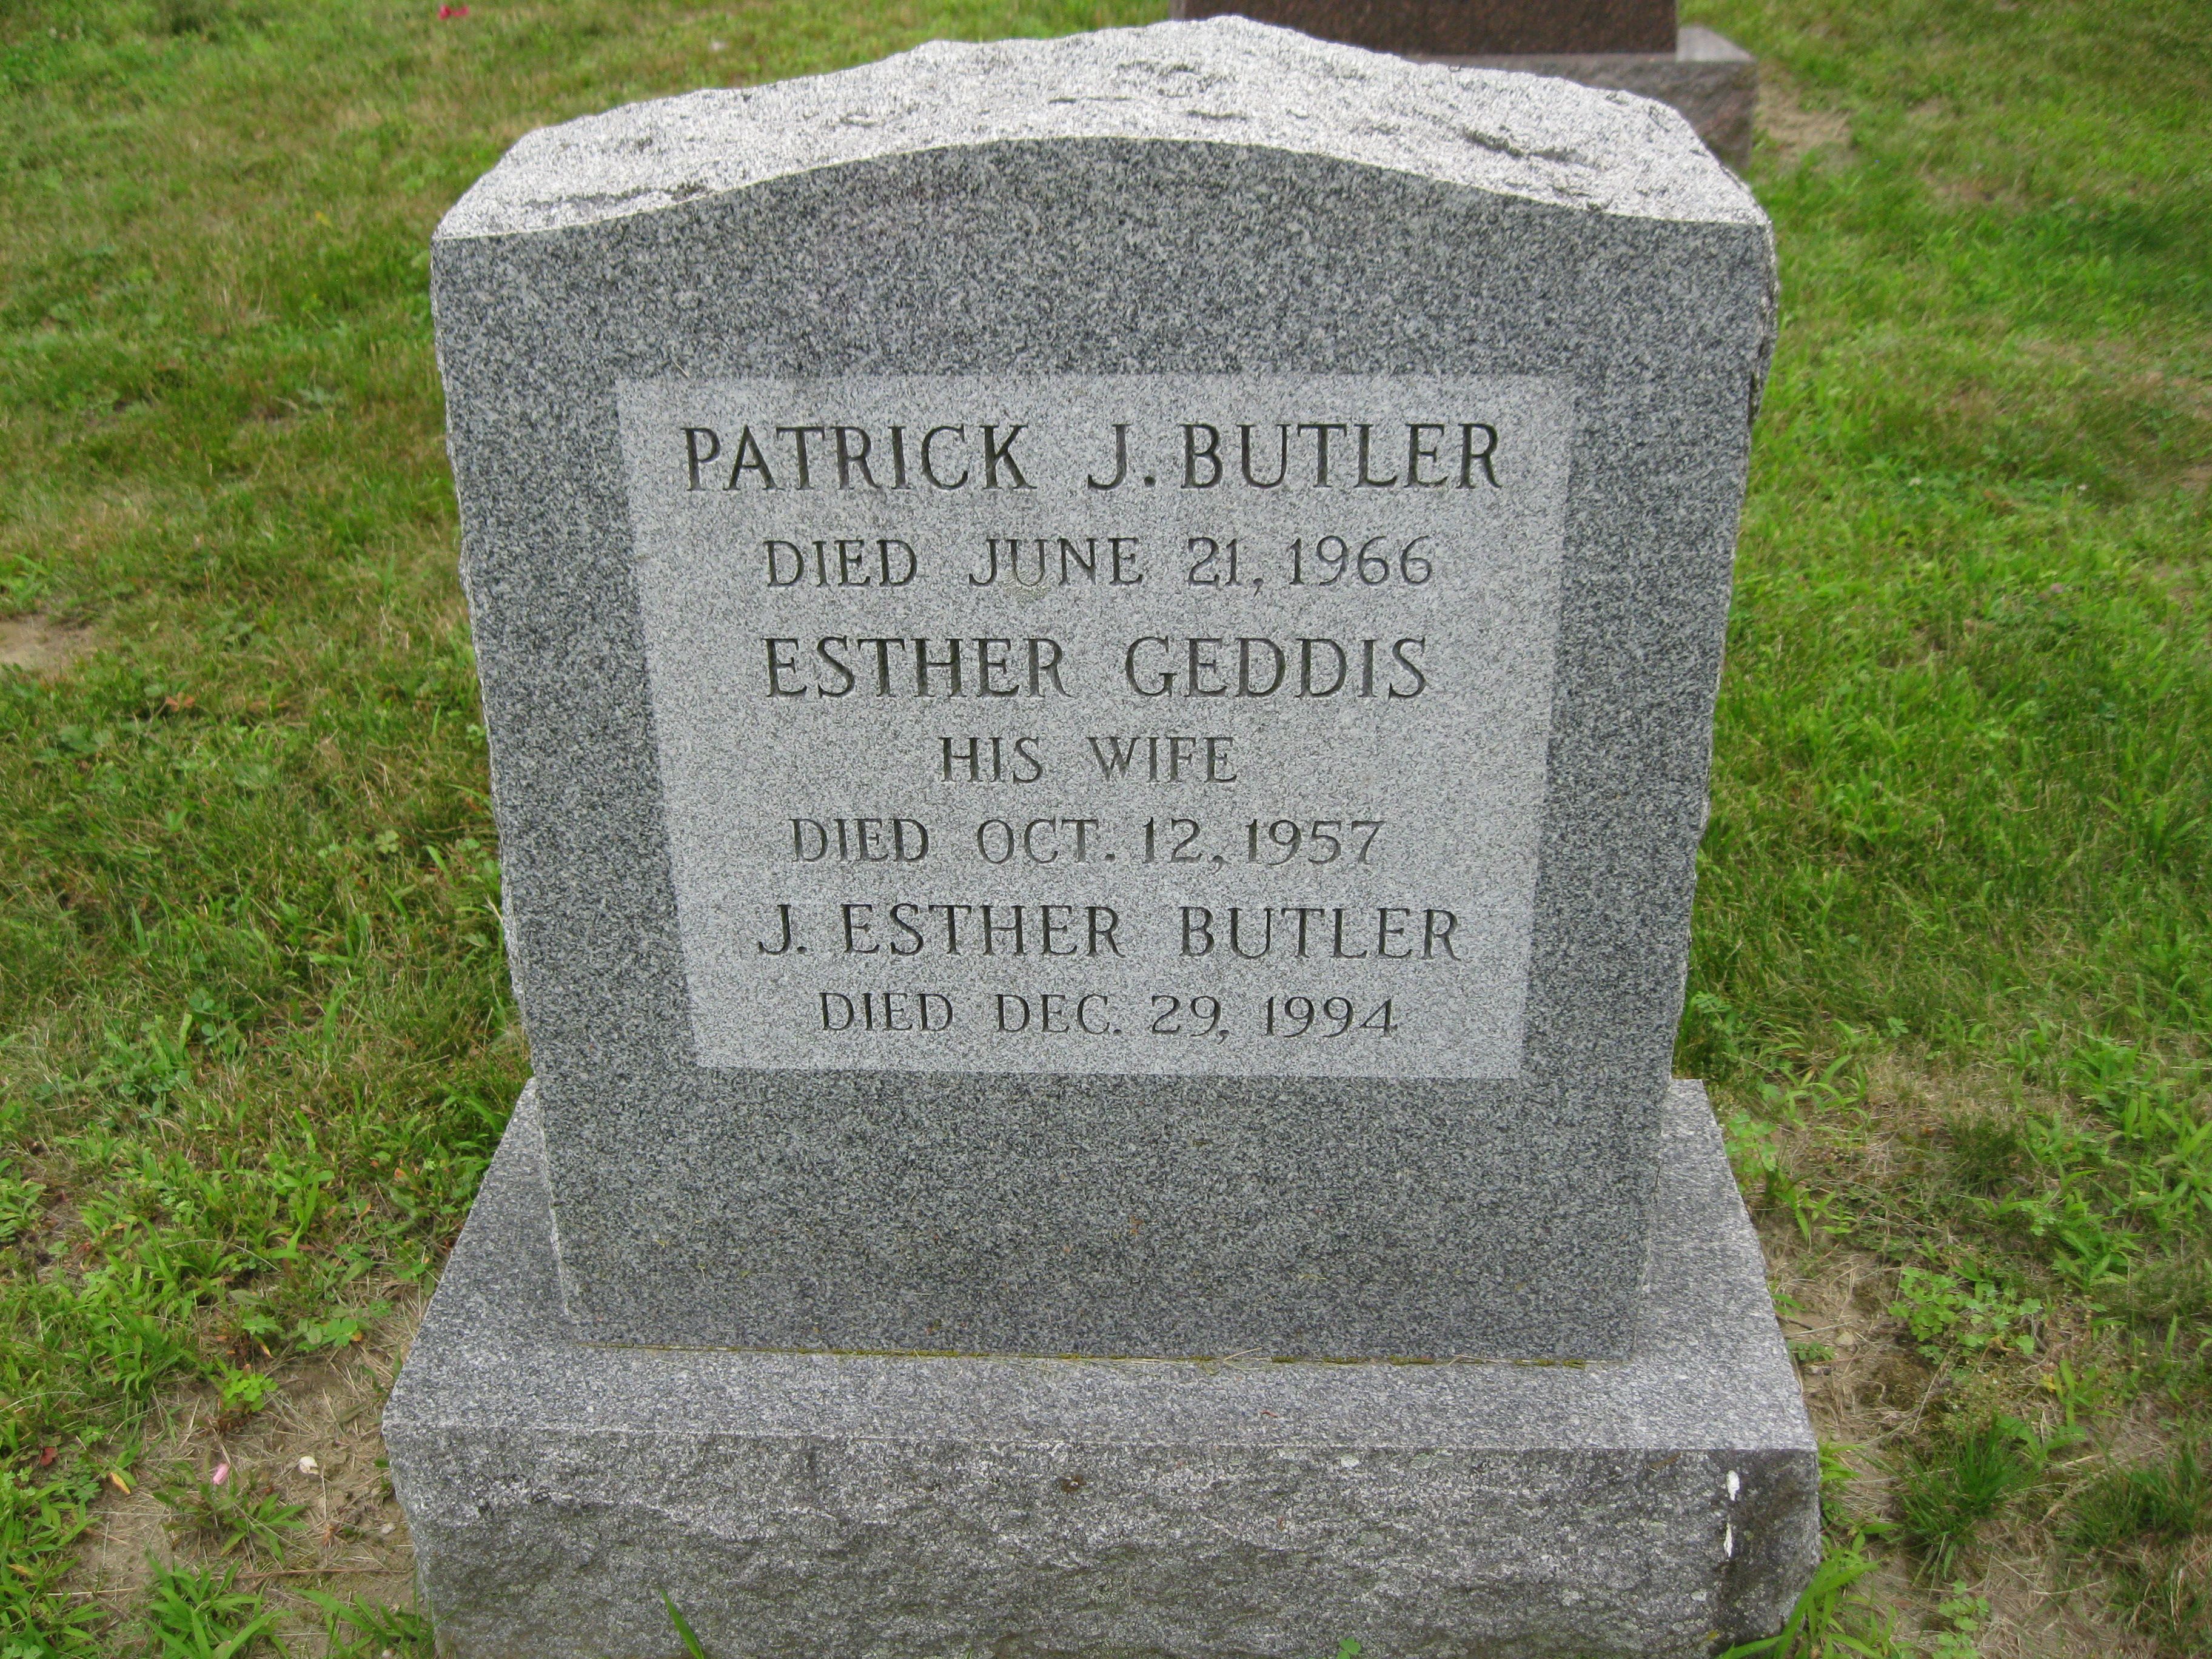 PATRICK J. BUTLER
DIED JUNE 21, 1966
ESTHER GEDDIS
HIS WIFE
DIED OCT. 12, 1957
J. ESTHER BUTLER
DIED DEC. 29, 1994